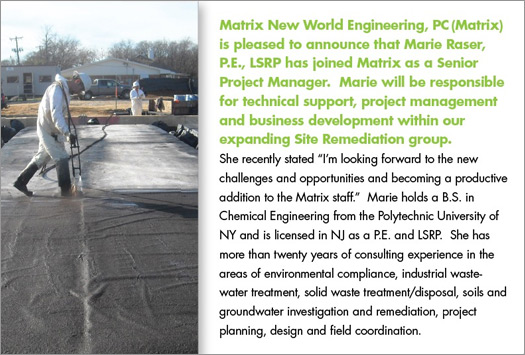 Matrix New World Engineering, PC (Matrix)
is pleased to announce that Marie Raser,
P.E., LSRP has joined Matrix as a Senior
Project Manager.  Marie will be responsible
for technical support, project management
and business development within our
expanding Site Remediation group.
She recently stated "I'm looking forward to the new
challenges and opportunities and becoming a productive
addition to the Matrix staff."  Marie holds a B.S. in
Chemical Engineering from the Polytechnic University of
NY and is licensed in NJ as a P.E. and LSRP.  She has
more than twenty years of consulting experience in the
areas of environmental compliance, industrial waste-
water treatment, solid waste treatment/disposal, soils and
groundwater investigation and remediation, project
planning, design and field coordination.